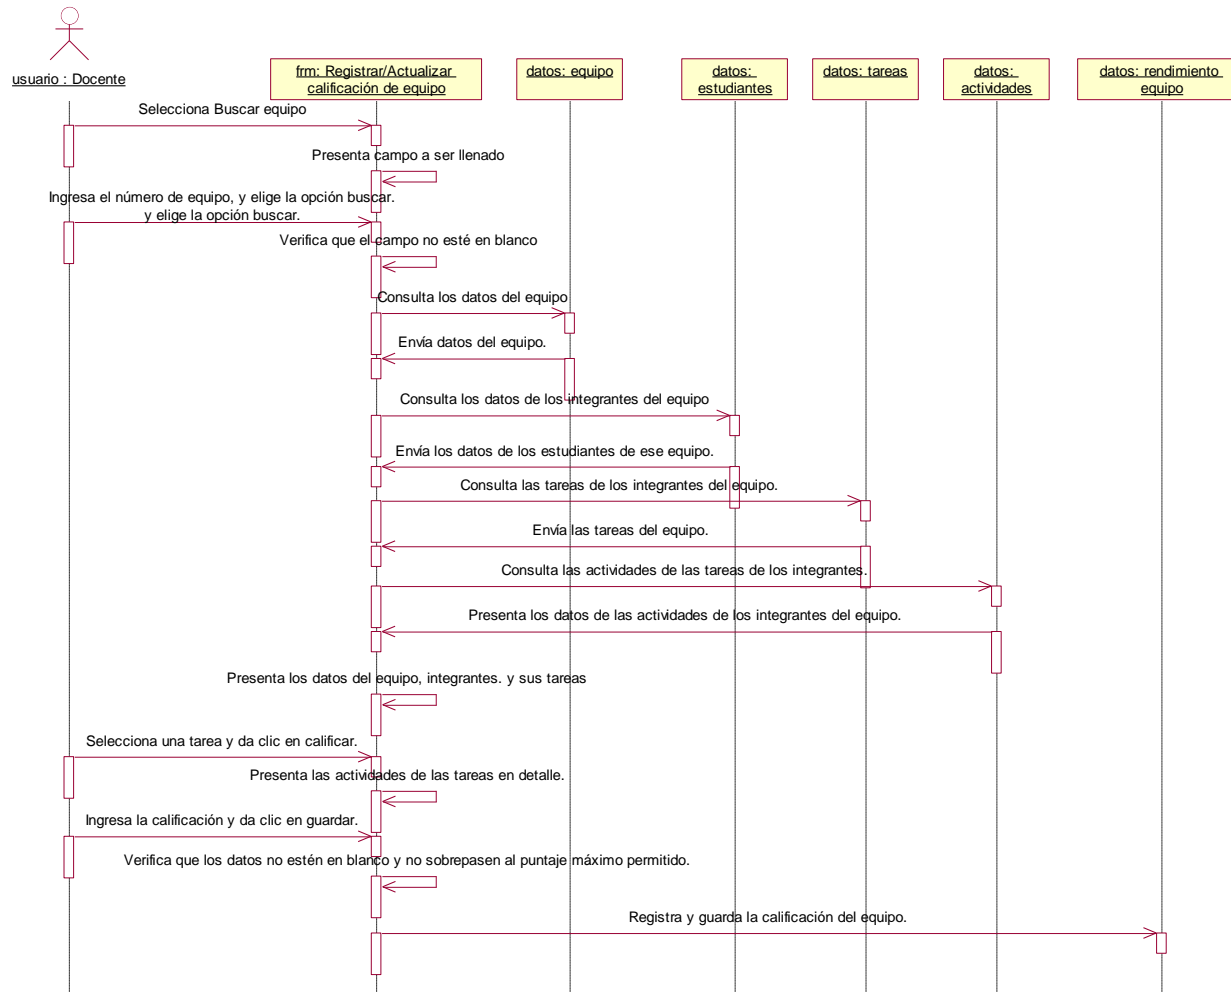 usuario : Docente
frm: Registrar/Actualizar
calificación de equipo
datos: equipo
datos:
estudiantes
datos: tareas
datos:
actividades
datos: rendimiento
equipo
Selecciona Buscar equipo
Presenta campo a ser llenado
Ingresa el número de equipo, y elige la opción buscar.
y elige la opción buscar.
Verifica que el campo no esté en blanco
Consulta los datos del equipo
Envía datos del equipo.
Consulta los datos de los integrantes del equipo
Envía los datos de los estudiantes de ese equipo.
Consulta las tareas de los integrantes del equipo.
Envía las tareas del equipo.
Consulta las actividades de las tareas de los integrantes.
Presenta los datos de las actividades de los integrantes del equipo.
Presenta los datos del equipo, integrantes. y sus tareas
Selecciona una tarea y da clic en calificar.
Presenta las actividades de las tareas en detalle.
Ingresa la calificación y da clic en guardar.
Verifica que los datos no estén en blanco y no sobrepasen al puntaje máximo permitido.
Registra y guarda la calificación del equipo.